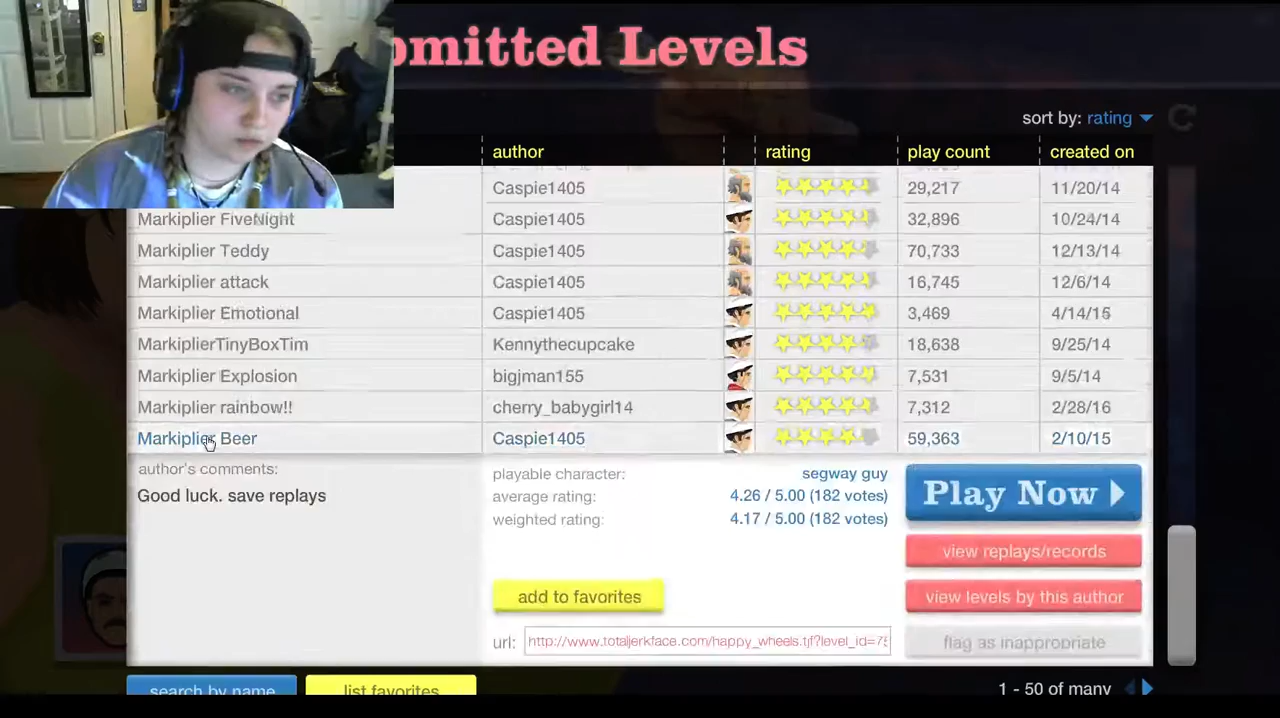 omitted Levels
sort by: rating
author rating play count created on
Caspie1405 29,217 11/20/14
Markiplier FiveNight Caspie1405 32,896 10/24/14
Markiplier Teddy Caspie1405 70,733 12/13/14
Markiplier attack Caspie1405 16,745 12/6/14
Markiplier Emotional Caspie1405 3,469 4/14/15
MarkiplierTinyBoxTim Kennythecupcake 18,638 9/25/14
Markiplier Explosion bigjman155 7,531 9/5/14
Markiplier rainbow!! cherry_babygirl14 7,312 2/28/16
Markiplier Beer Caspie1405 59,363 2/10/15
author's comments:
Good luck. save replays
playable character: segway guy
average rating: 4.26 / 5.00 (182 votes)
weighted rating: 4.17 / 5.00 (182 votes)
add to favorites
url: http://www.totaljerkface.com/happy_wheels.tjf?level_id=75
Play Now
view replays/records
view levels by this author
flag as inappropriate
search by name list favorites 1 - 50 of many